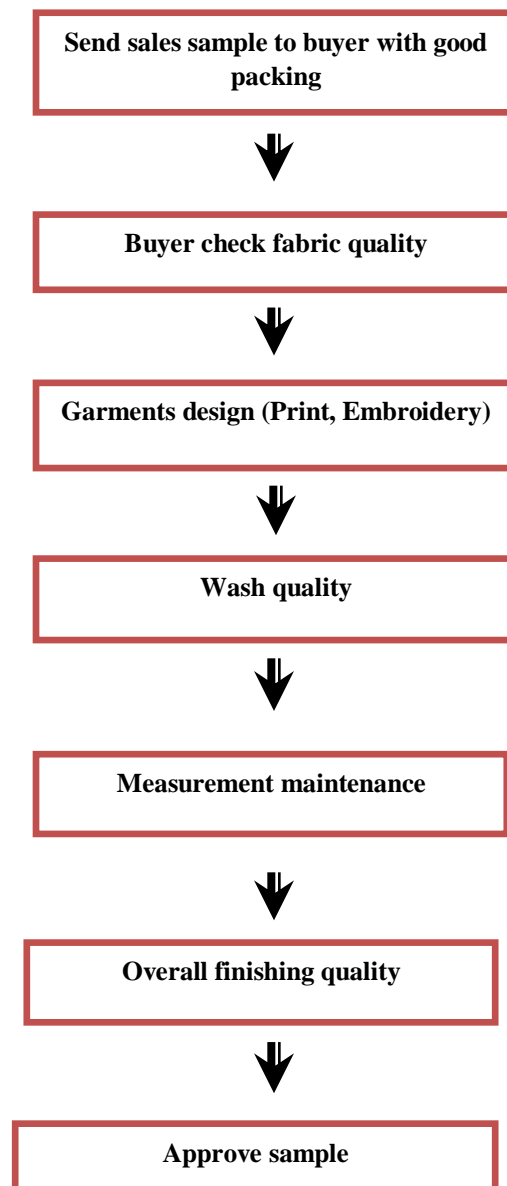 Send sales sample to buyer with good
packing
Buyer check fabric quality
Garments design (Print, Embroidery)
Wash quality
Measurement maintenance
Overall finishing quality
Approve sample